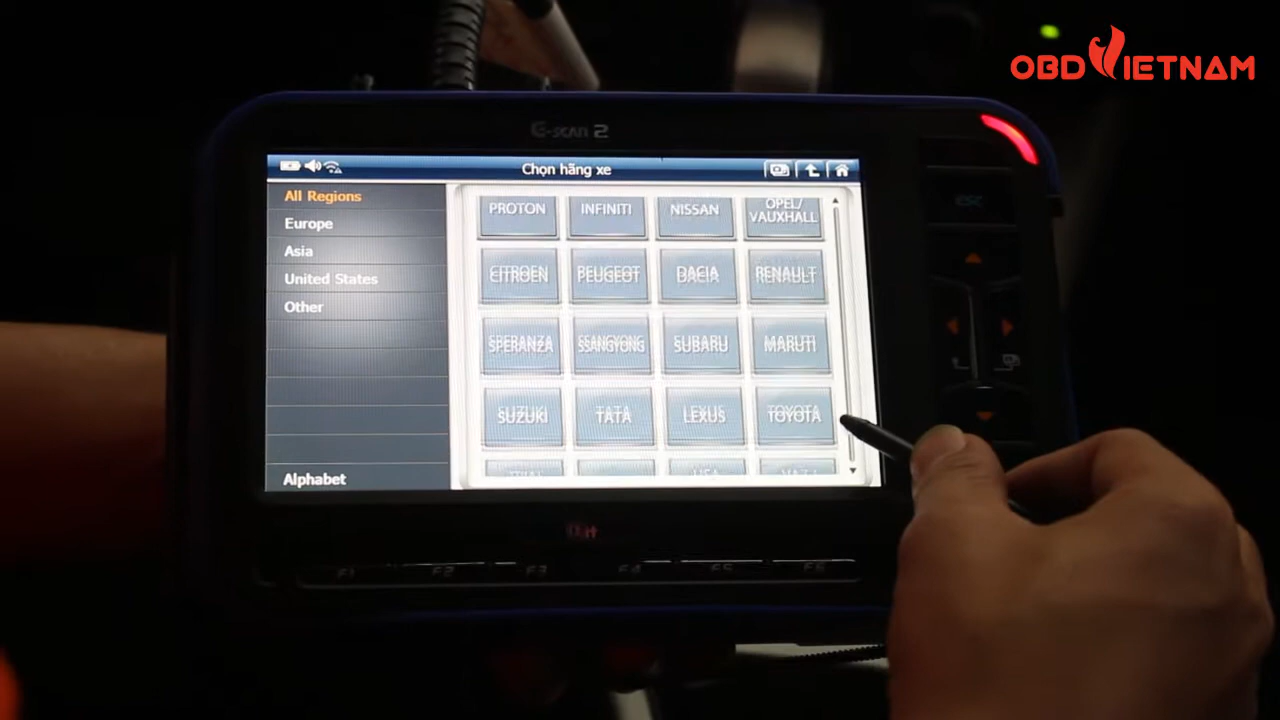 OBD VIETNAM
G-scan 2
Chọn hãng xe
All Regions
Europe
Asia
United States
Other
Alphabet
PROTON INFINITI NISSAN OPEL/
VAUXHALL
CITROEN PEUGEOT DACIA RENAULT
SPERANZA SSANGYONG SUBARU MARUTI
SUZUKI TATA LEXUS TOYOTA
ESC
F1 F2 F3 F4 F5 F6